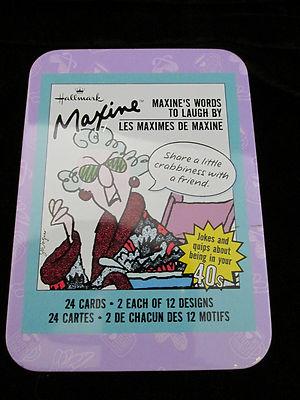 Hallmark
Maxine™
MAXINE'S WORDS
TO LAUGH BY
LES MAXIMES DE MAXINE
Share a little
crabbiness with
a friend.
Jokes and
quips about
being in your
40s
24 CARDS • 2 EACH OF 12 DESIGNS
24 CARTES • 2 DE CHACUN DES 12 MOTIFS